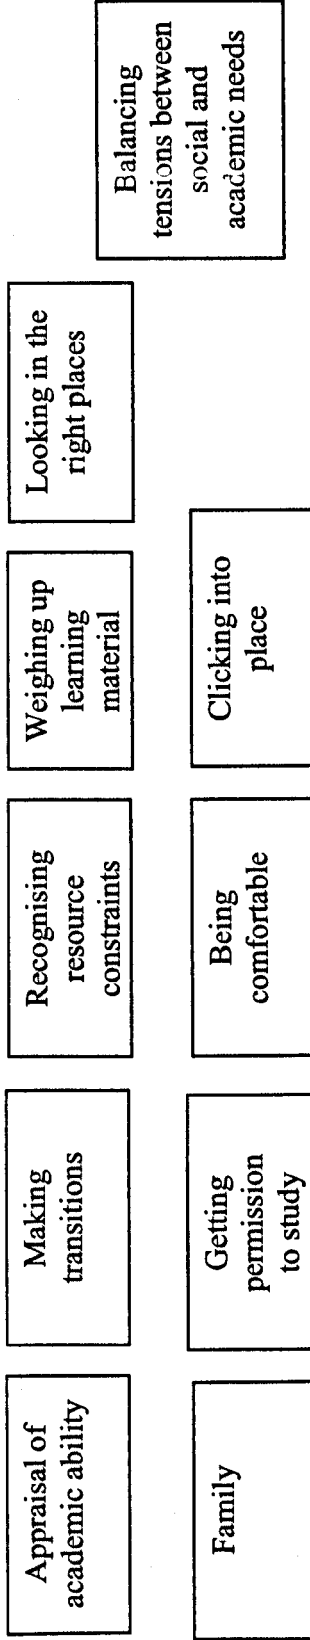 Appraisal of
academic ability
Making
transitions
Recognising
resource
constraints
Weighing up
learning
material
Looking in the
right places
Family
Getting
permission
to study
Being
comfortable
Clicking into
place
Balancing
tensions between
social and
academic needs